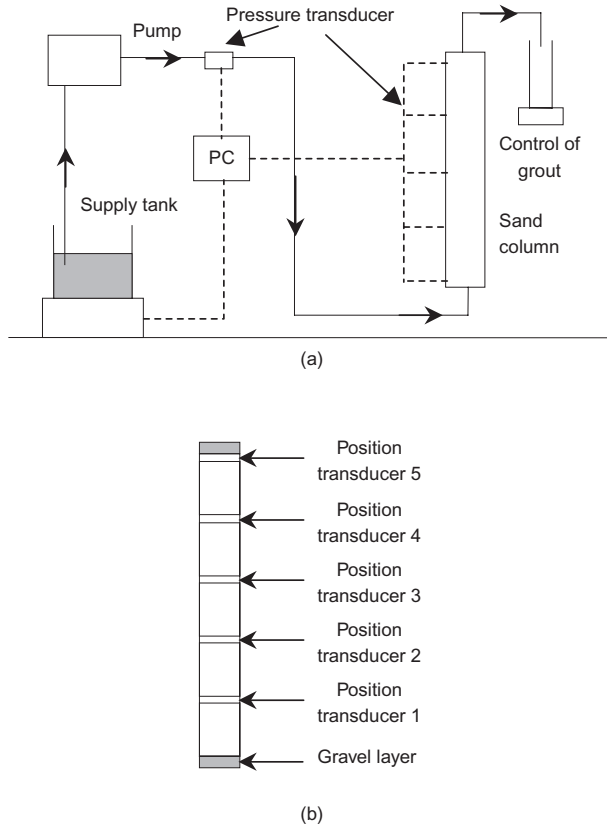 Pressure transducer
Pump
PC
Supply tank
Control of
grout
Sand
column
(a)
Position
transducer 5
Position
transducer 4
Position
transducer 3
Position
transducer 2
Position
transducer 1
Gravel layer
(b)